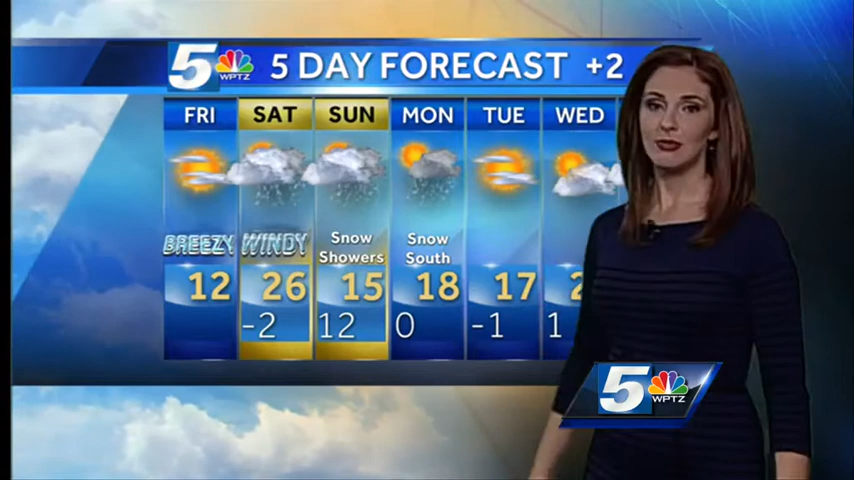 5 WPTZ 5 DAY FORECAST +2
FRI SAT SUN MON TUE WED
BREEZY WINDY Snow Showers Snow South
12 26 15 18 17 2
-2 12 0 -1 1
5 WPTZ